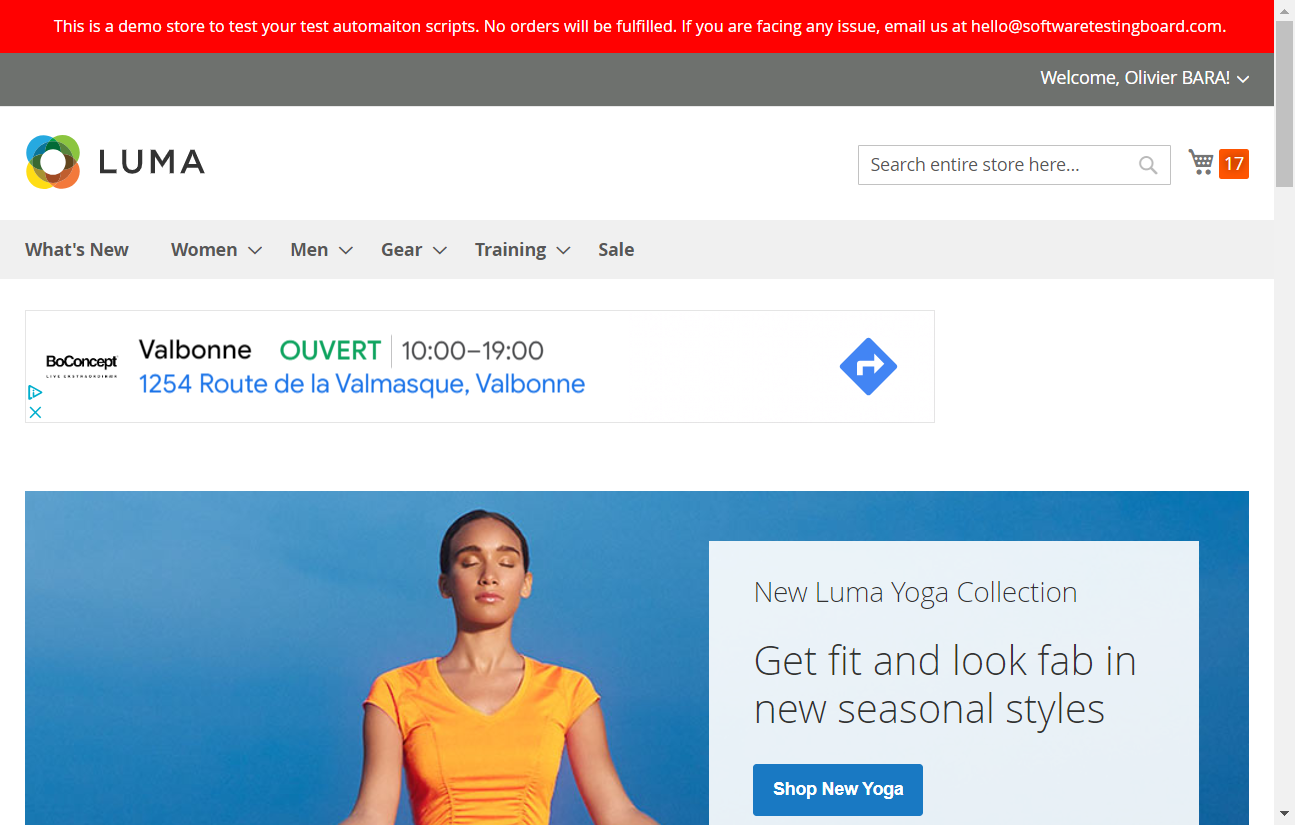 This is a demo store to test your test automaiton scripts. No orders will be fulfilled. If you are facing any issue, email us at hello@softwaretestingboard.com.
Welcome, Olivier BARA!
LUMA
Search entire store here...
17
What's New Women Men Gear Training Sale
BoConcept
LIVE EKSTRAORDINÆR
Valbonne OUVERT 10:00–19:00
1254 Route de la Valmasque, Valbonne
New Luma Yoga Collection
Get fit and look fab in
new seasonal styles
Shop New Yoga